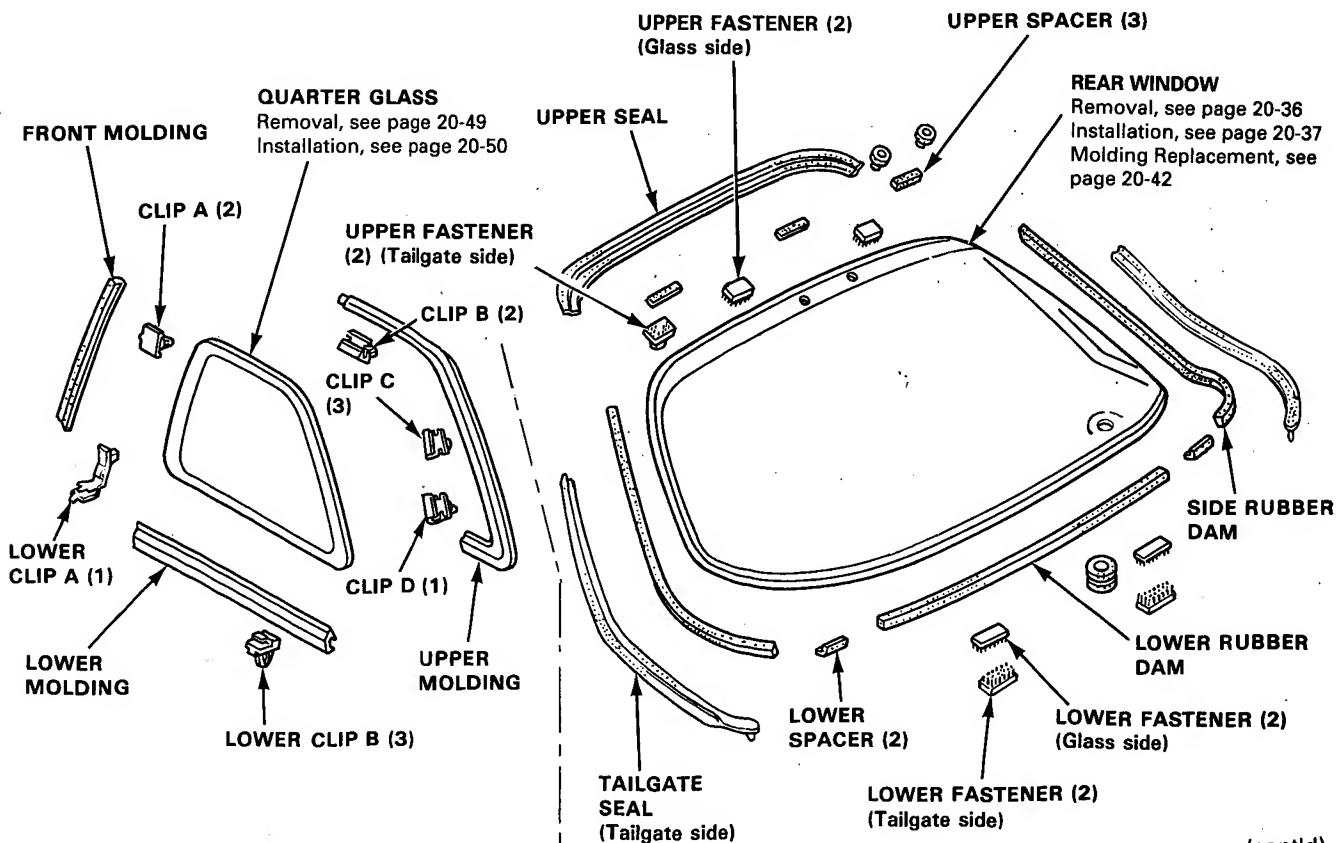 UPPER FASTENER (2)
(Glass side)
UPPER SPACER (3)
QUARTER GLASS
Removal, see page 20-49
Installation, see page 20-50
FRONT MOLDING
UPPER SEAL
REAR WINDOW
Removal, see page 20-36
Installation, see page 20-37
Molding Replacement, see
page 20-42
CLIP A (2)
UPPER FASTENER
(2) (Tailgate side)
CLIP B (2)
CLIP C
(3)
LOWER
CLIP A (1)
CLIP D (1)
SIDE RUBBER
DAM
LOWER
MOLDING
UPPER
MOLDING
LOWER RUBBER
DAM
LOWER CLIP B (3)
LOWER
SPACER (2)
LOWER FASTENER (2)
(Glass side)
TAILGATE
SEAL
(Tailgate side)
LOWER FASTENER (2)
(Tailgate side)